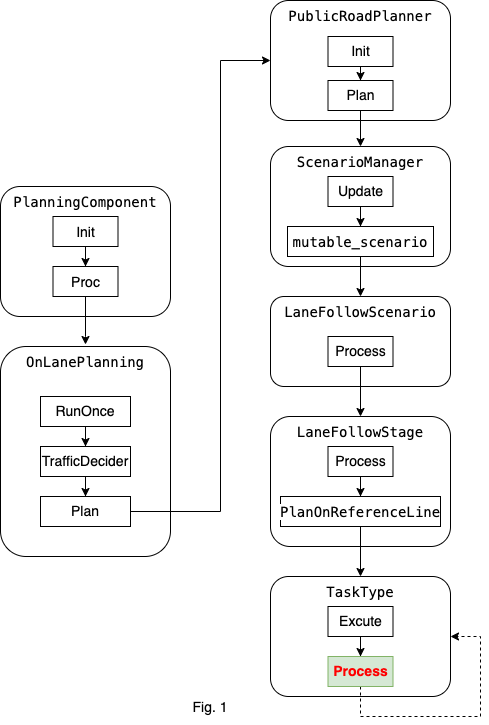 PlanningComponent
Init
Proc
OnLanePlanning
RunOnce
TrafficDecider
Plan
PublicRoadPlanner
Init
Plan
ScenarioManager
Update
mutable_scenario
LaneFollowScenario
Process
LaneFollowStage
Process
PlanOnReferenceLine
TaskType
Excute
Process
Fig. 1